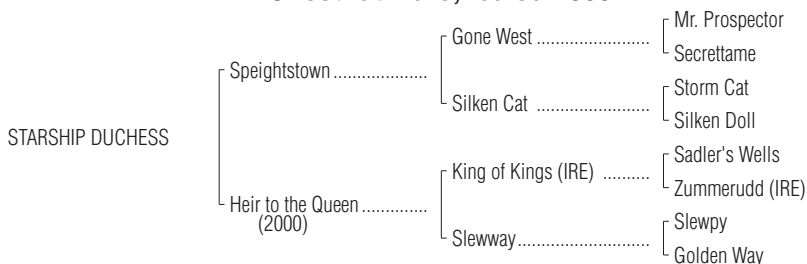 Mr. Prospector
Gone West ........................
Secrettame
Speightstown ....................
Storm Cat
Silken Cat ........................
Silken Doll
STARSHIP DUCHESS
Sadler's Wells
King of Kings (IRE) ..........
Zummerudd (IRE)
Heir to the Queen ..............
(2000)
Slewpy
Slewway............................
Golden Way